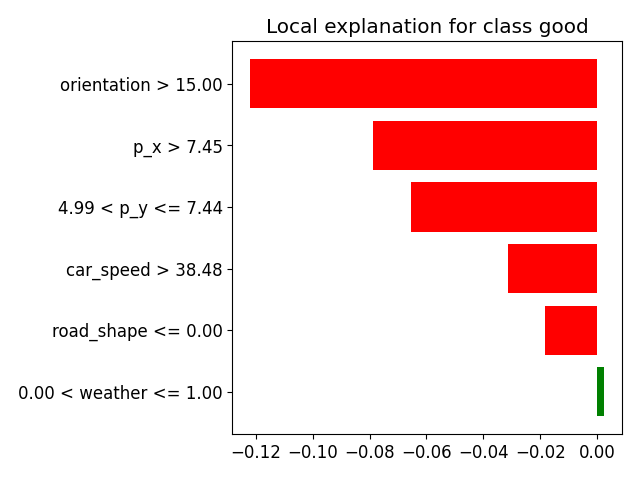 Local explanation for class good
orientation > 15.00
p_x > 7.45
4.99 < p_y <= 7.44
car_speed > 38.48
road_shape <= 0.00
0.00 < weather <= 1.00
−0.12 −0.10 −0.08 −0.06 −0.04 −0.02 0.00